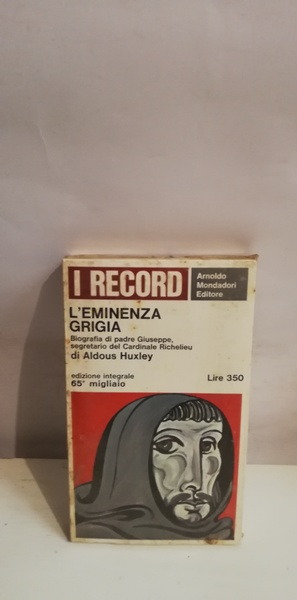 I RECORD
Arnoldo
Mondadori
Editore
L'EMINENZA
GRIGIA
Biografia di padre Giuseppe,
segretario del Cardinale Richelieu
di Aldous Huxley
edizione integrale
65° migliaio
Lire 350